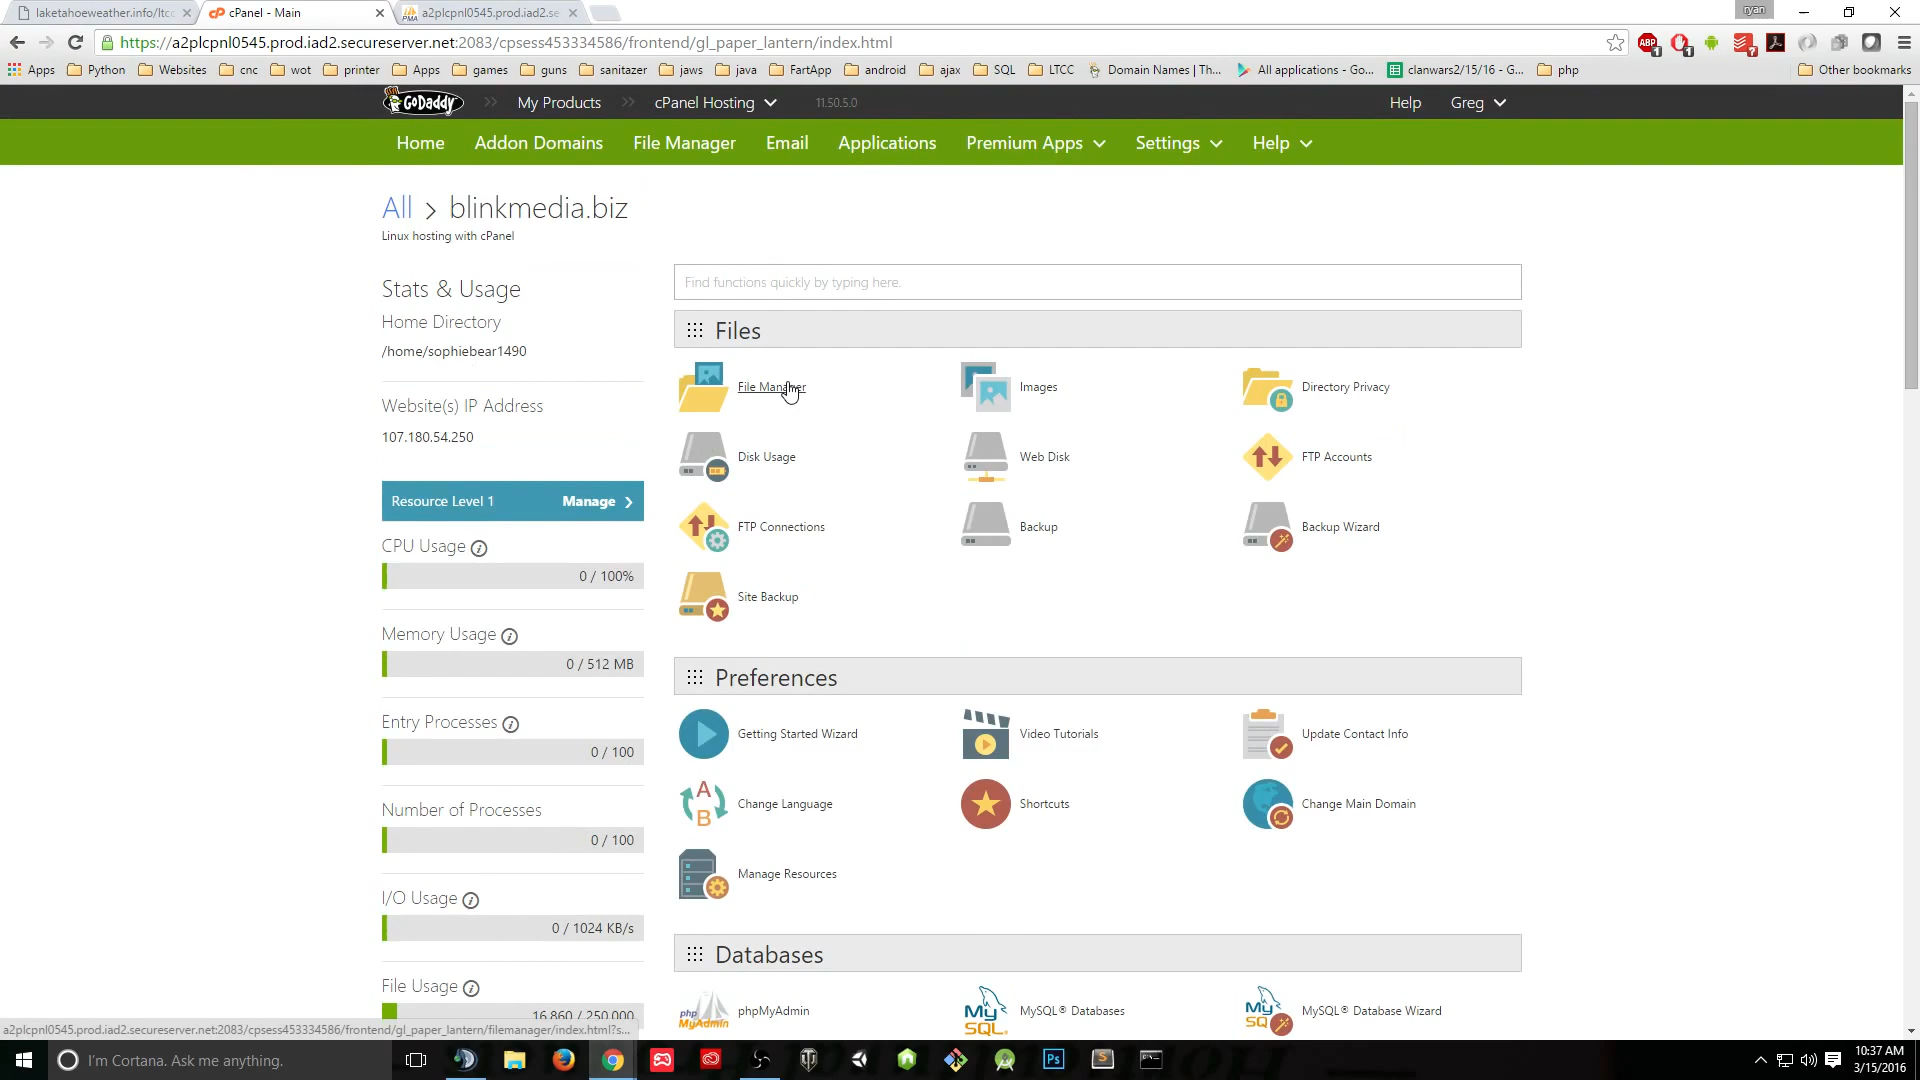 laketahoeweather.info/ltcc
cPanel - Main
a2plcpnl0545.prod.iad2.se
ryan
https://a2plcpnl0545.prod.iad2.secureserver.net:2083/cpsess453334586/frontend/gl_paper_lantern/index.html
Apps Python Websites cnc wot printer Apps games guns sanitazer jaws java FartApp android ajax SQL LTCC Domain Names | Th... All applications - Go... clanwars2/15/16 - G... php Other bookmarks
GoDaddy My Products cPanel Hosting 11.50.5.0 Help Greg
Home Addon Domains File Manager Email Applications Premium Apps Settings Help
All > blinkmedia.biz
Linux hosting with cPanel
Stats & Usage
Home Directory
/home/sophiebear1490
Website(s) IP Address
107.180.54.250
Resource Level 1 Manage
CPU Usage
0 / 100%
Memory Usage
0 / 512 MB
Entry Processes
0 / 100
Number of Processes
0 / 100
I/O Usage
0 / 1024 KB/s
File Usage
16,860 / 250,000
Find functions quickly by typing here.
Files
File Manager Images Directory Privacy
Disk Usage Web Disk FTP Accounts
FTP Connections Backup Backup Wizard
Site Backup
Preferences
Getting Started Wizard Video Tutorials Update Contact Info
Change Language Shortcuts Change Main Domain
Manage Resources
Databases
phpMyAdmin MySQL® Databases MySQL® Database Wizard
a2plcpnl0545.prod.iad2.secureserver.net:2083/cpsess453334586/frontend/gl_paper_lantern/filemanager/index.html?s...
I'm Cortana. Ask me anything.
10:37 AM
3/15/2016